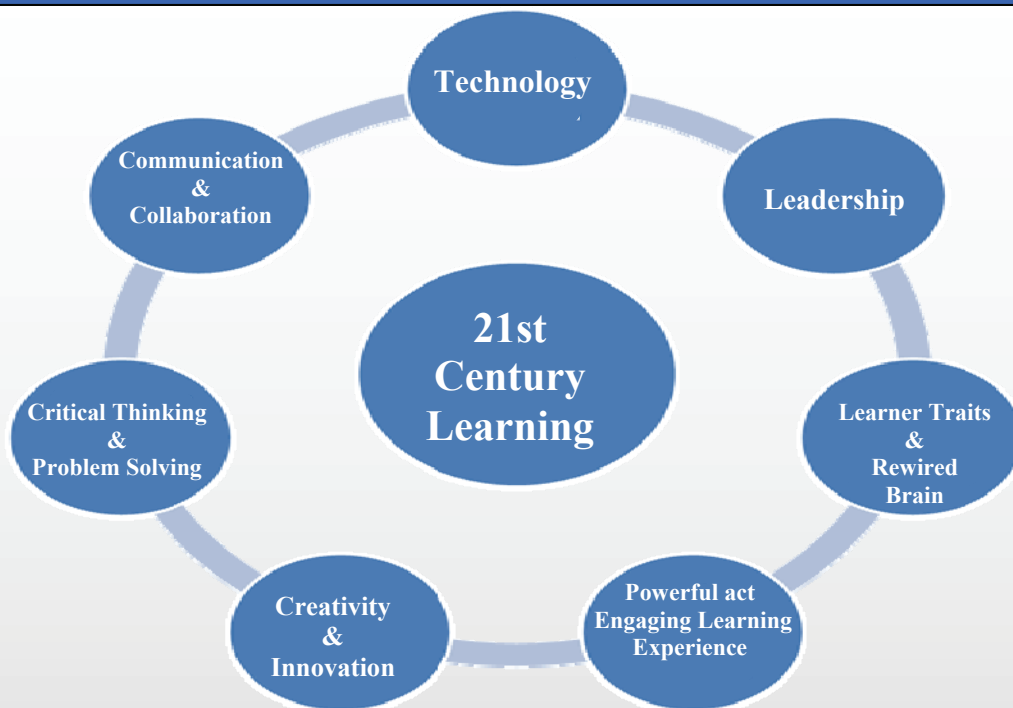 Technology
Communication
&
Collaboration
Leadership
21st
Century
Learning
Critical Thinking
&
Problem Solving
Learner Traits
&
Rewired
Brain
Creativity
&
Innovation
Powerful act
Engaging Learning
Experience